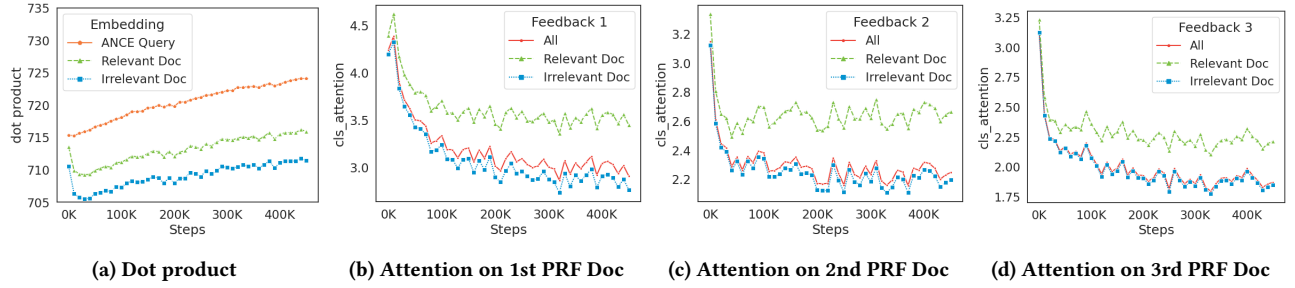 735
730
725
720
715
710
705
dot product
Embedding
ANCE Query
Relevant Doc
Irrelevant Doc
0K 100K 200K 300K 400K
Steps
(a) Dot product
4.5
4.0
3.5
3.0
cls_attention
Feedback 1
All
Relevant Doc
Irrelevant Doc
0K 100K 200K 300K 400K
Steps
(b) Attention on 1st PRF Doc
3.2
3.0
2.8
2.6
2.4
2.2
cls_attention
Feedback 2
All
Relevant Doc
Irrelevant Doc
0K 100K 200K 300K 400K
Steps
(c) Attention on 2nd PRF Doc
3.25
3.00
2.75
2.50
2.25
2.00
1.75
cls_attention
Feedback 3
All
Relevant Doc
Irrelevant Doc
0K 100K 200K 300K 400K
Steps
(d) Attention on 3rd PRF Doc